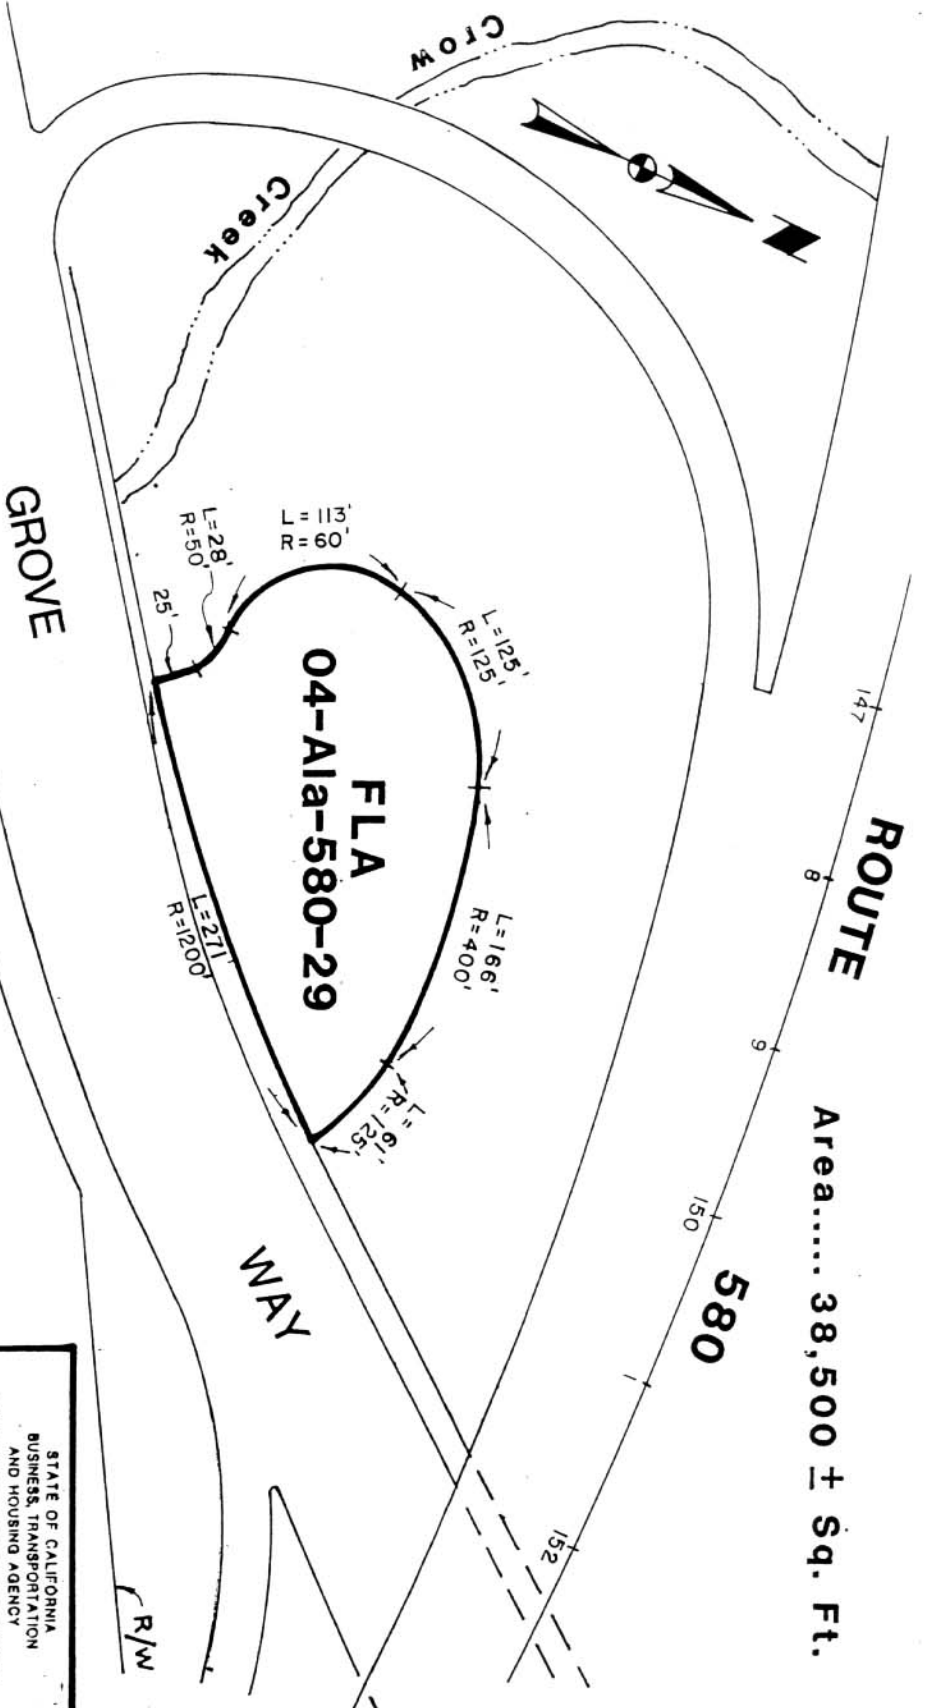 Crow
Creek
N
GROVE
WAY
L=28'
R=50'
25'
L=113'
R=60'
L=125'
R=125'
L=166'
R=400'
L=61'
R=125'
L=271'
R=1200'
FLA
04-Ala-580-29
ROUTE
580
147
8
9
150
1
152
Area..... 38,500 ± Sq. Ft.
R/W
STATE OF CALIFORNIA
BUSINESS, TRANSPORTATION
AND HOUSING AGENCY